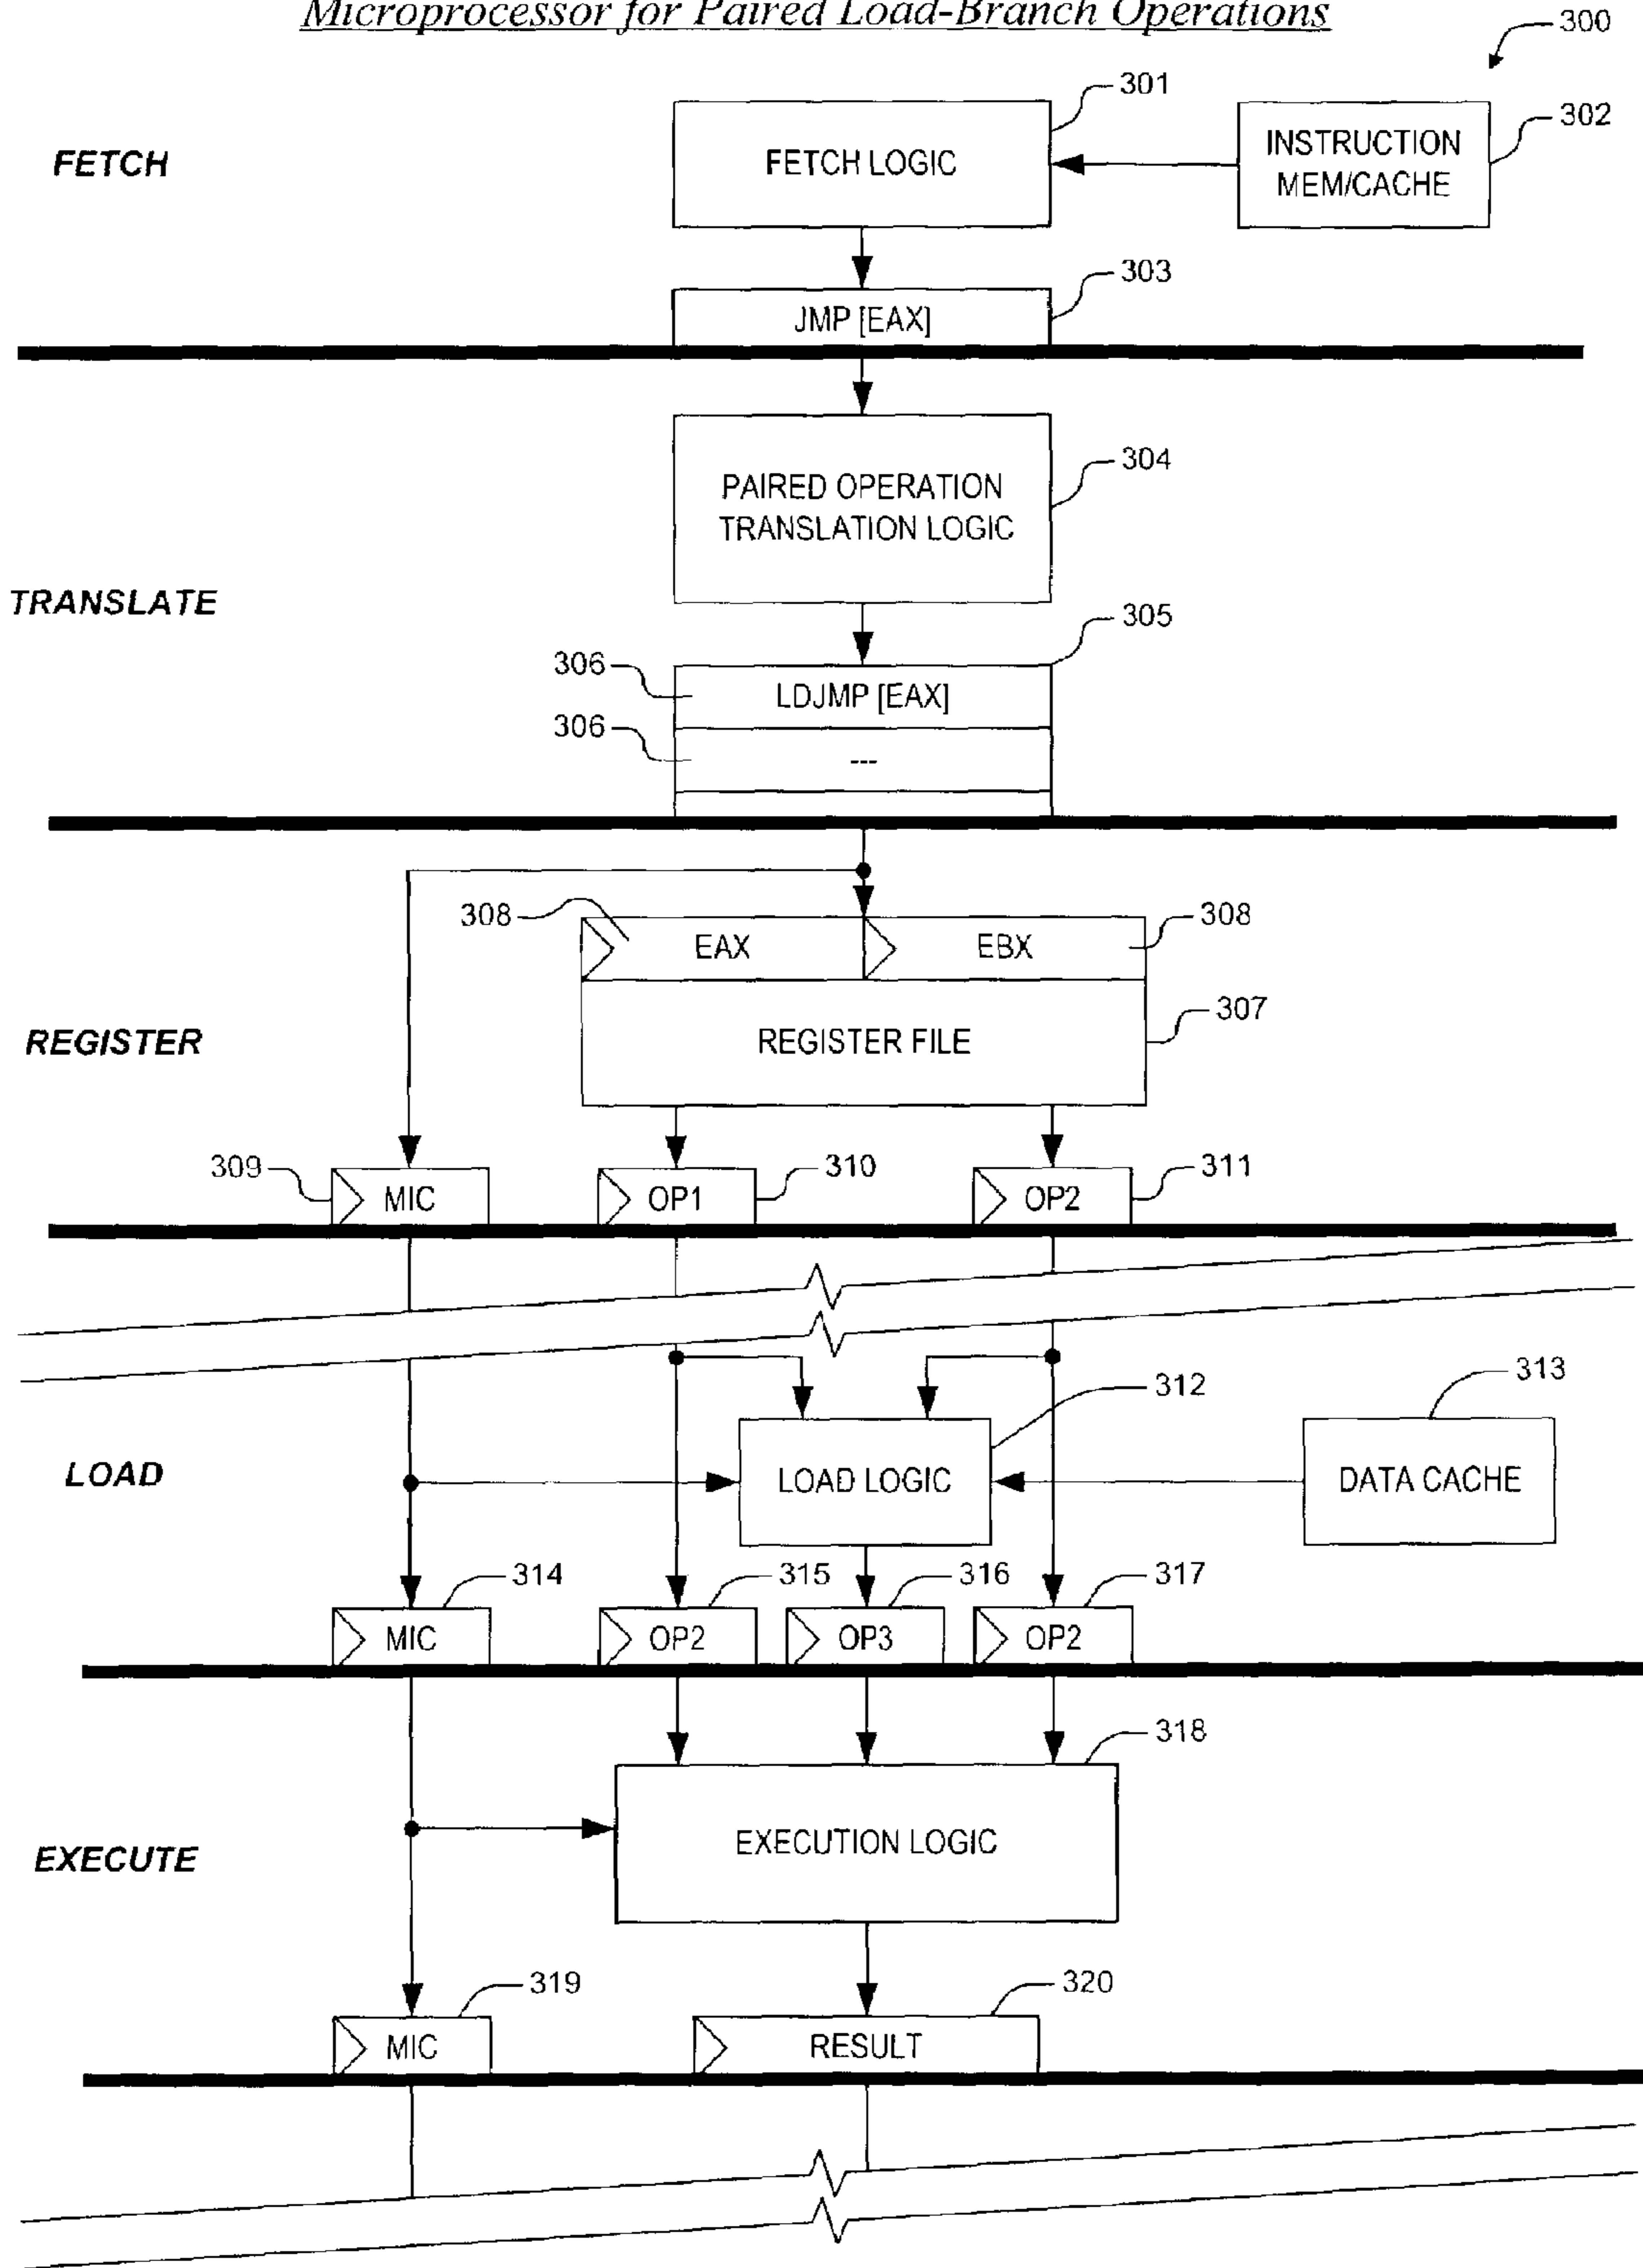 Microprocessor for Paired Load-Branch Operations
300
301
302
FETCH
FETCH LOGIC
INSTRUCTION
MEM/CACHE
303
JMP [EAX]
304
PAIRED OPERATION
TRANSLATION LOGIC
TRANSLATE
305
306
LDJMP [EAX]
306
---
308
EAX
EBX
308
307
REGISTER
REGISTER FILE
309
MIC
310
OP1
311
OP2
312
313
LOAD
LOAD LOGIC
DATA CACHE
314
315
316
317
MIC
OP2
OP3
OP2
318
EXECUTE
EXECUTION LOGIC
319
320
MIC
RESULT